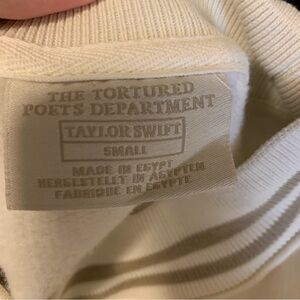 THE TORTURED
POETS DEPARTMENT
TAYLOR SWIFT
SMALL
MADE IN EGYPT
HERGESTELLT IN AGYPTEN
FABRIQUE EN EGYPTE